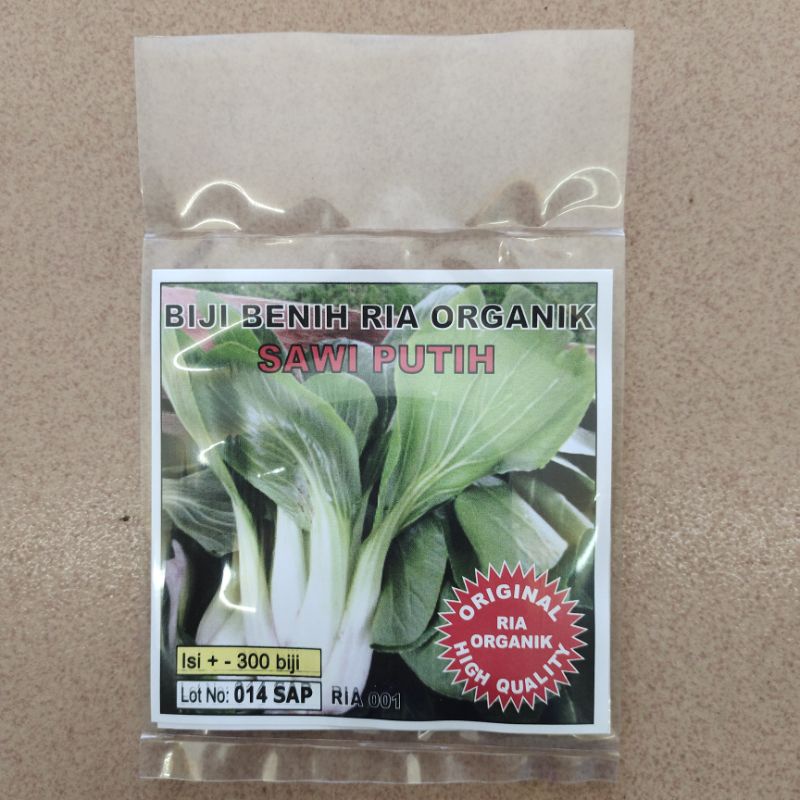 BIJI BENIH RIA ORGANIK
SAWI PUTIH
ORIGINAL
RIA
ORGANIK
HIGH QUALITY
Isi + - 300 biji
Lot No: 014 SAP
RIA 001